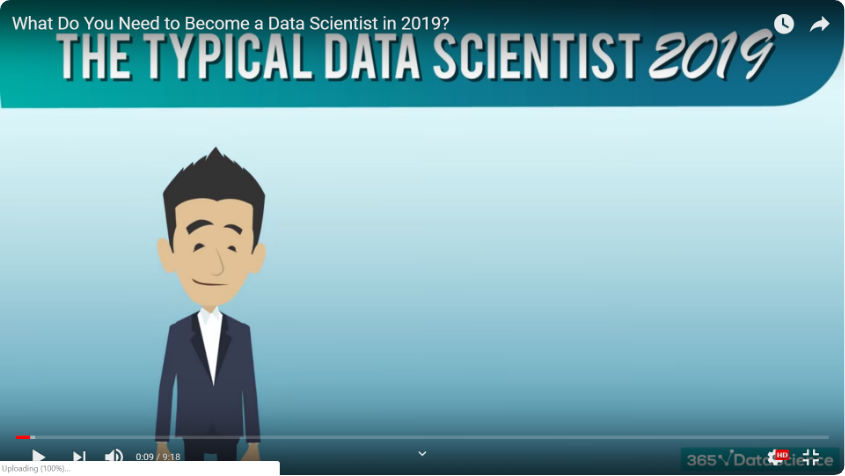 What Do You Need to Become a Data Scientist in 2019?
THE TYPICAL DATA SCIENTIST 2019
HD
0:09 / 9:18
365√DataScience
Uploading (100%)...